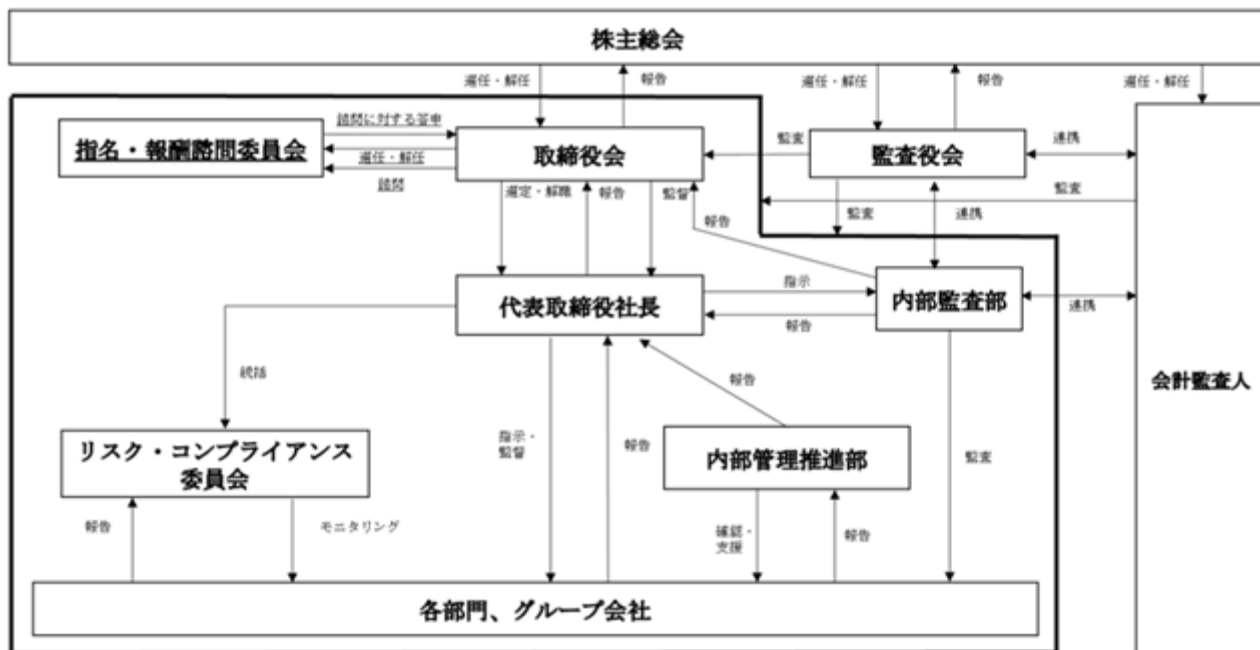 株主総会
選任・解任
報告
選任・解任
報告
選任・解任
諮問に対する答申
指名・報酬諮問委員会
選任・解任
諮問
取締役会
監査
監査役会
連携
監査
選定・解職
報告
監督
報告
監査
連携
代表取締役社長
指示
報告
内部監査部
連携
会計監査人
統括
報告
リスク・コンプライアンス
委員会
指示・
監督
報告
内部管理推進部
監査
報告
モニタリング
確認・
支援
報告
各部門、グループ会社